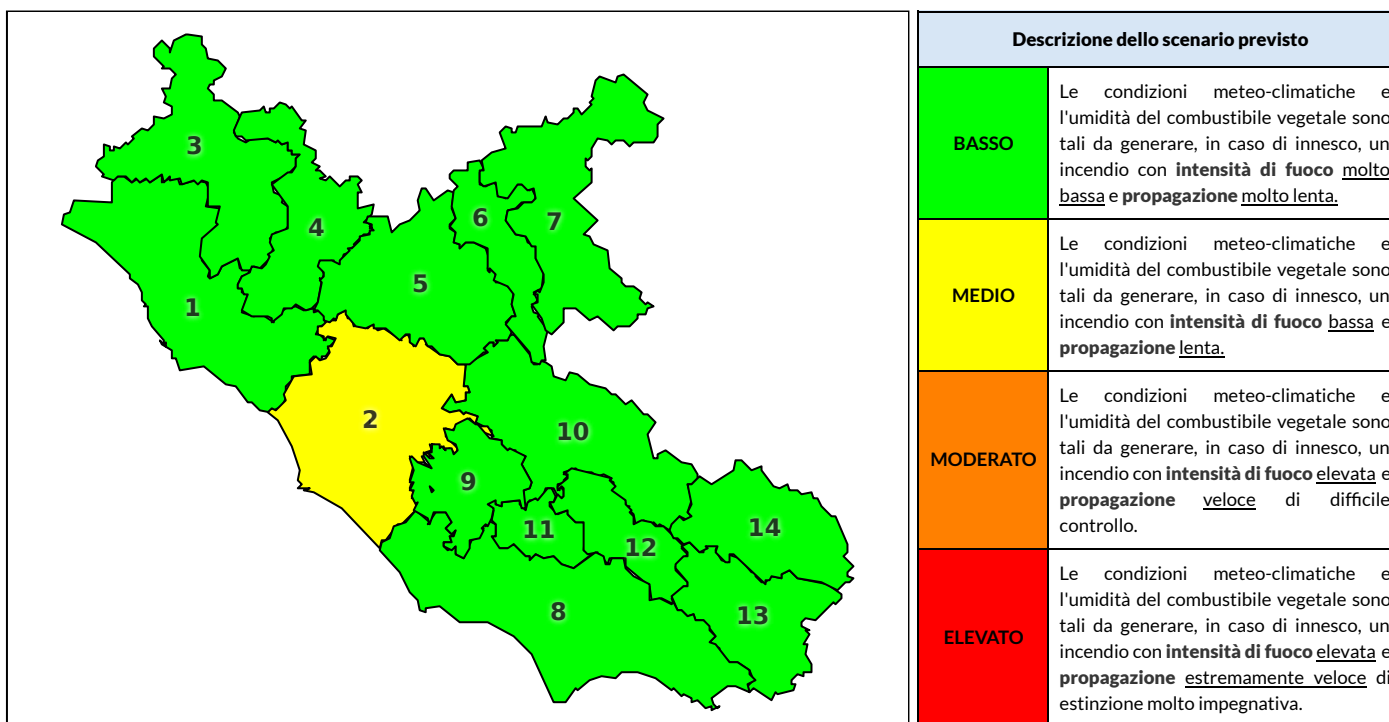 3
4
6
7
5
1
2
10
9
11
12
14
8
13
Descrizione dello scenario previsto
BASSO
Le condizioni meteo-climatiche e
l'umidità del combustibile vegetale sono
tali da generare, in caso di innesco, un
incendio con intensità di fuoco molto
bassa e propagazione molto lenta.
MEDIO
Le condizioni meteo-climatiche e
l'umidità del combustibile vegetale sono
tali da generare, in caso di innesco, un
incendio con intensità di fuoco bassa e
propagazione lenta.
MODERATO
Le condizioni meteo-climatiche e
l'umidità del combustibile vegetale sono
tali da generare, in caso di innesco, un
incendio con intensità di fuoco elevata e
propagazione veloce di difficile
controllo.
ELEVATO
Le condizioni meteo-climatiche e
l'umidità del combustibile vegetale sono
tali da generare, in caso di innesco, un
incendio con intensità di fuoco elevata e
propagazione estremamente veloce di
estinzione molto impegnativa.